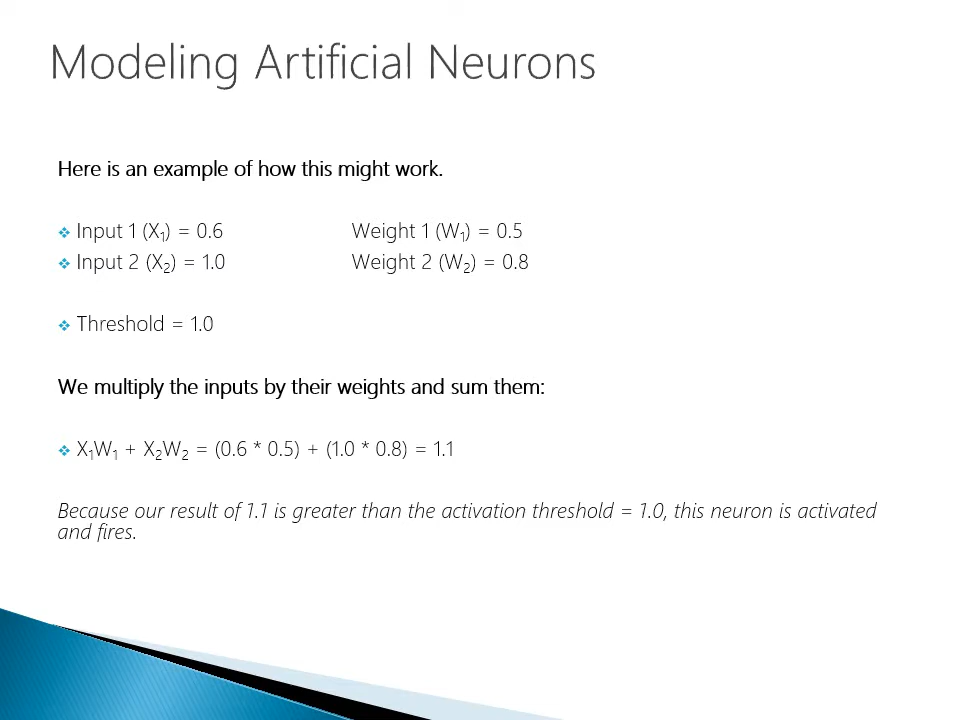 Modeling Artificial Neurons
Here is an example of how this might work.
❖ Input 1 (X₁) = 0.6 Weight 1 (W₁) = 0.5
❖ Input 2 (X₂) = 1.0 Weight 2 (W₂) = 0.8
❖ Threshold = 1.0
We multiply the inputs by their weights and sum them:
❖ X₁W₁ + X₂W₂ = (0.6 * 0.5) + (1.0 * 0.8) = 1.1
Because our result of 1.1 is greater than the activation threshold = 1.0, this neuron is activated
and fires.